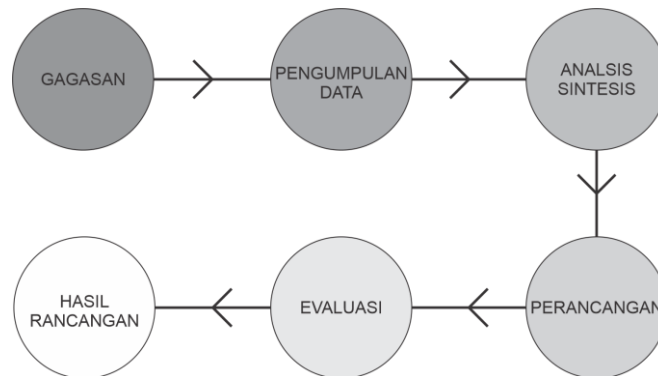 GAGASAN
PENGUMPULAN
DATA
ANALSIS
SINTESIS
PERANCANGAN
EVALUASI
HASIL
RANCANGAN